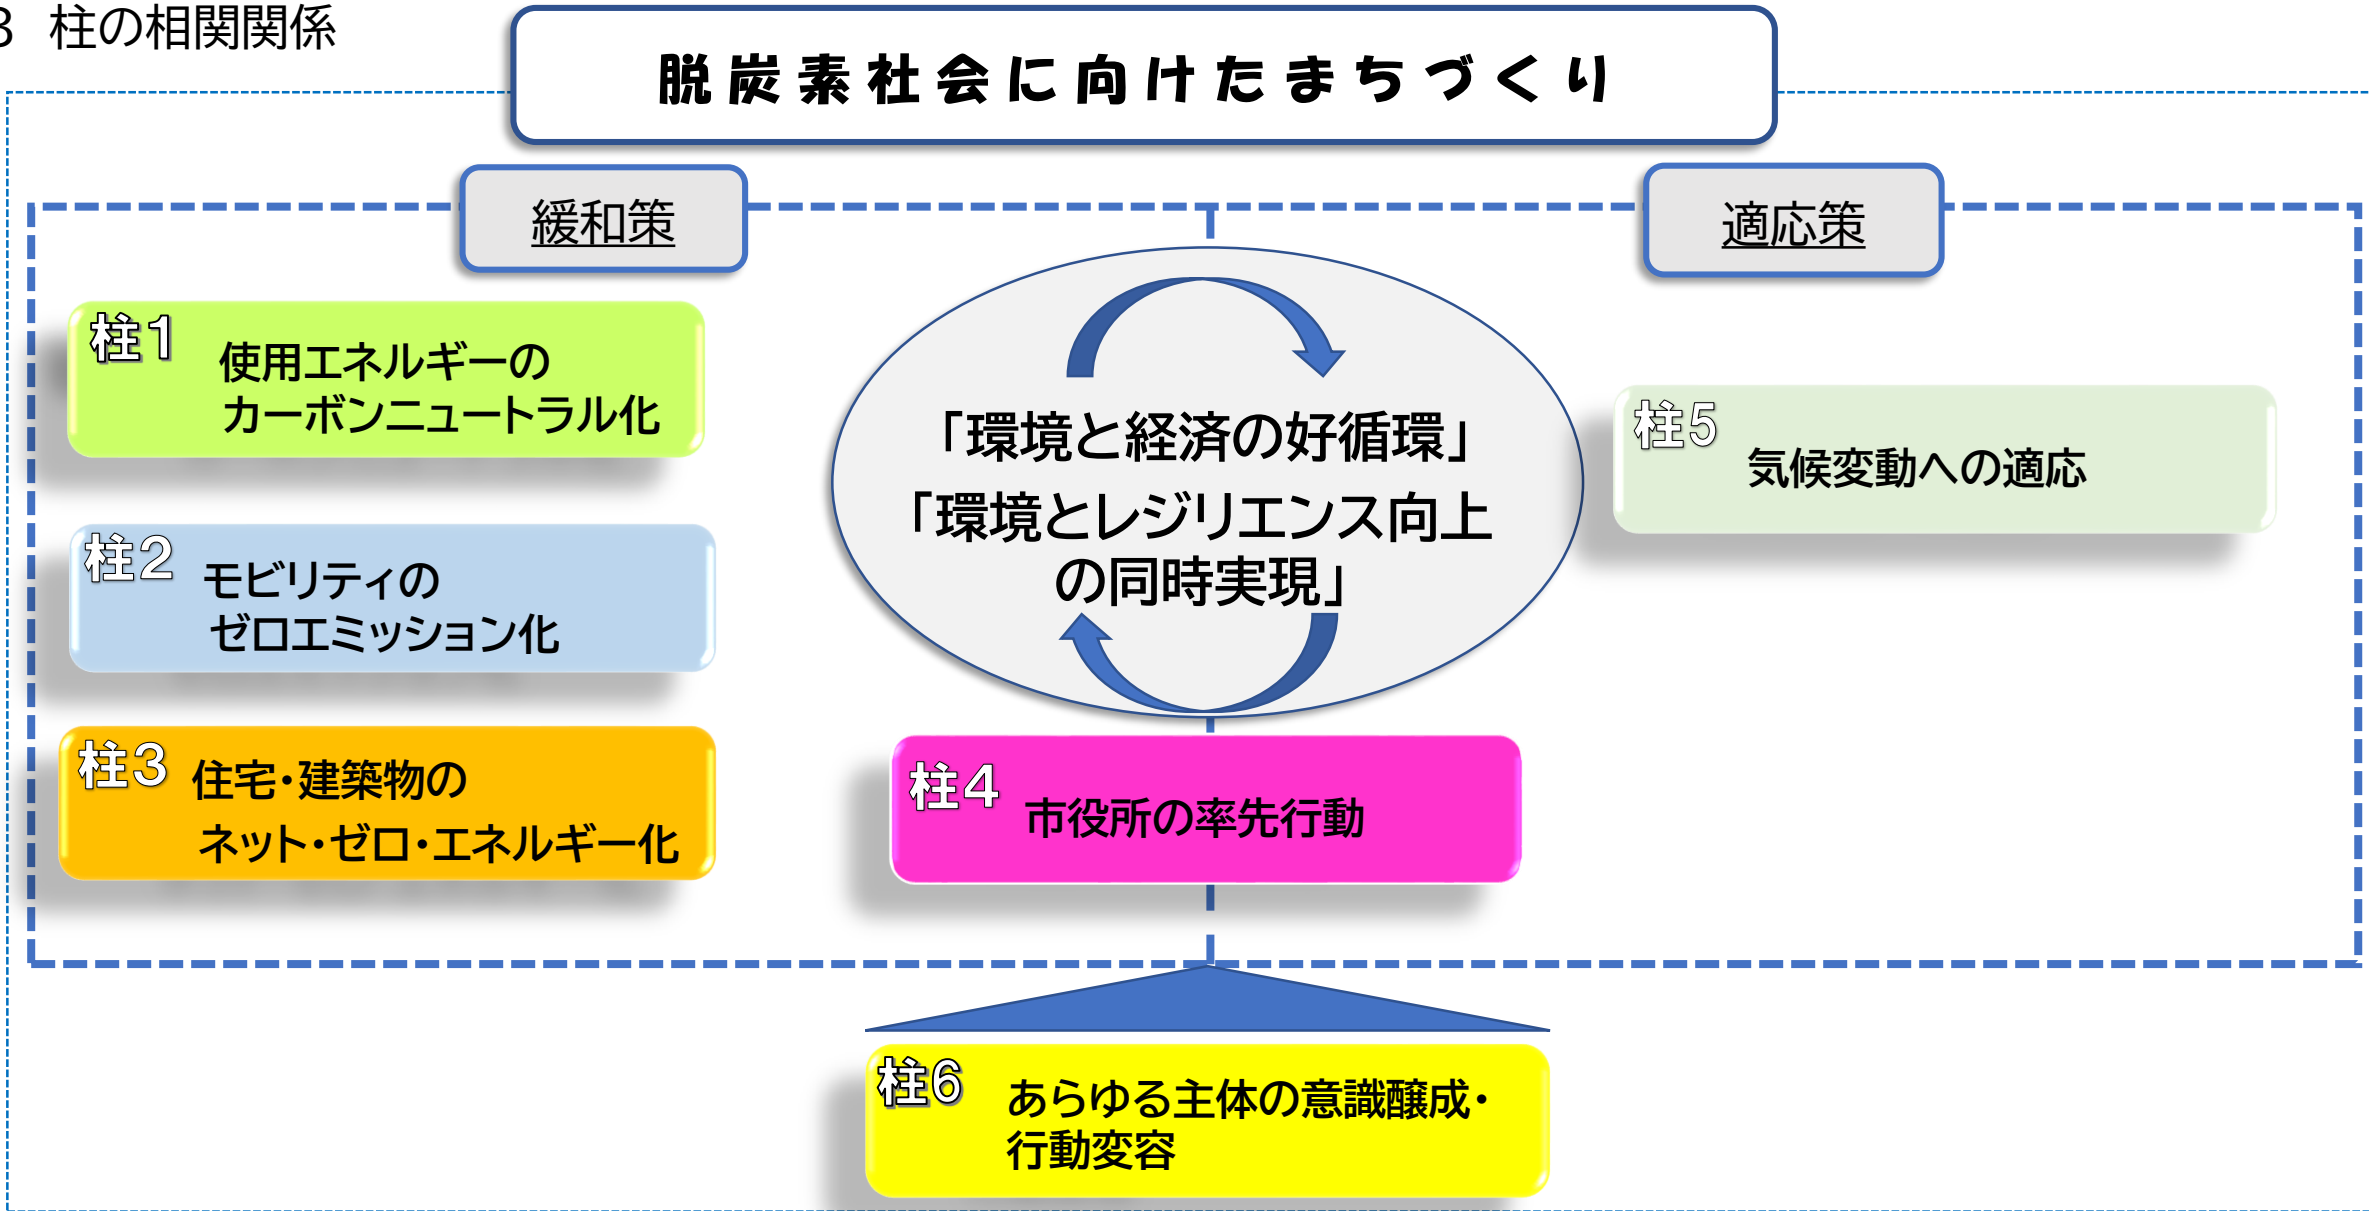 3 柱の相関関係
脱炭素社会に向けたまちづくり
緩和策
適応策
柱1
使用エネルギーの
カーボンニュートラル化
柱2
モビリティの
ゼロエミッション化
柱3
住宅・建築物の
ネット・ゼロ・エネルギー化
「環境と経済の好循環」
「環境とレジリエンス向上
の同時実現」
柱4
市役所の率先行動
柱5
気候変動への適応
柱6
あらゆる主体の意識醸成・
行動変容